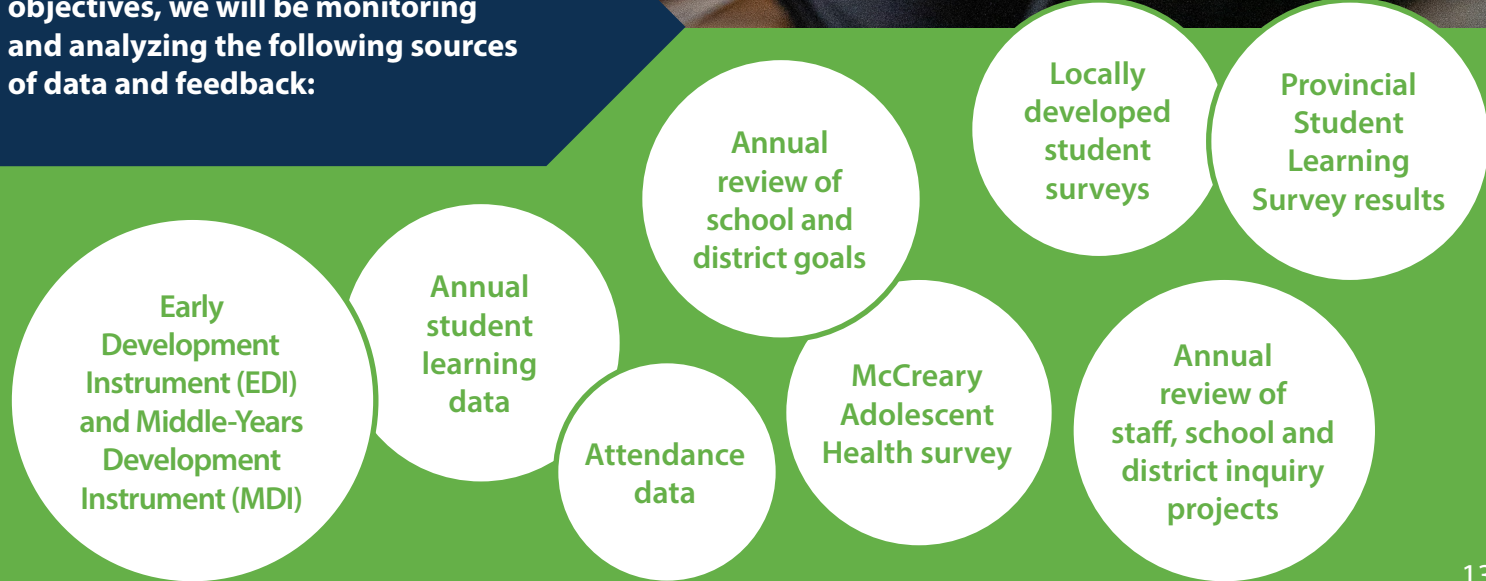 objectives, we will be monitoring
and analyzing the following sources
of data and feedback:
Early
Development
Instrument (EDI)
and Middle-Years
Development
Instrument (MDI)
Annual
student
learning
data
Attendance
data
Annual
review of
school and
district goals
McCreary
Adolescent
Health survey
Locally
developed
student
surveys
Provincial
Student
Learning
Survey results
Annual
review of
staff, school and
district inquiry
projects
13